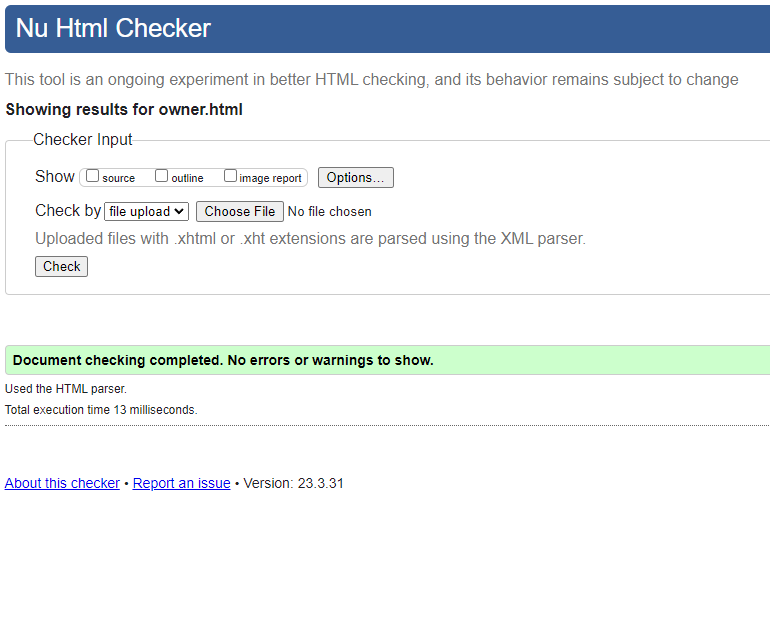 Nu Html Checker
This tool is an ongoing experiment in better HTML checking, and its behavior remains subject to change
Showing results for owner.html
Checker Input
Show source outline image report Options...
Check by file upload Choose File No file chosen
Uploaded files with .xhtml or .xht extensions are parsed using the XML parser.
Check
Document checking completed. No errors or warnings to show.
Used the HTML parser.
Total execution time 13 milliseconds.
About this checker • Report an issue • Version: 23.3.31